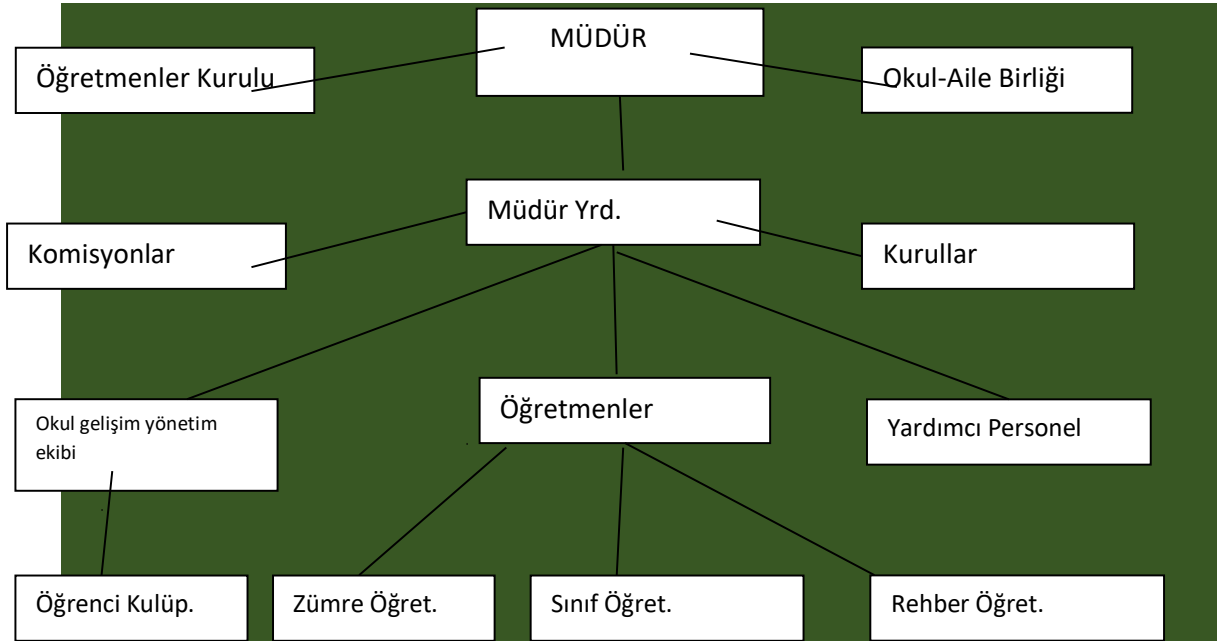 MÜDÜR
Öğretmenler Kurulu
Okul-Aile Birliği
Müdür Yrd.
Komisyonlar
Kurullar
Okul gelişim yönetim
ekibi
Öğretmenler
Yardımcı Personel
Öğrenci Kulüp.
Zümre Öğret.
Sınıf Öğret.
Rehber Öğret.